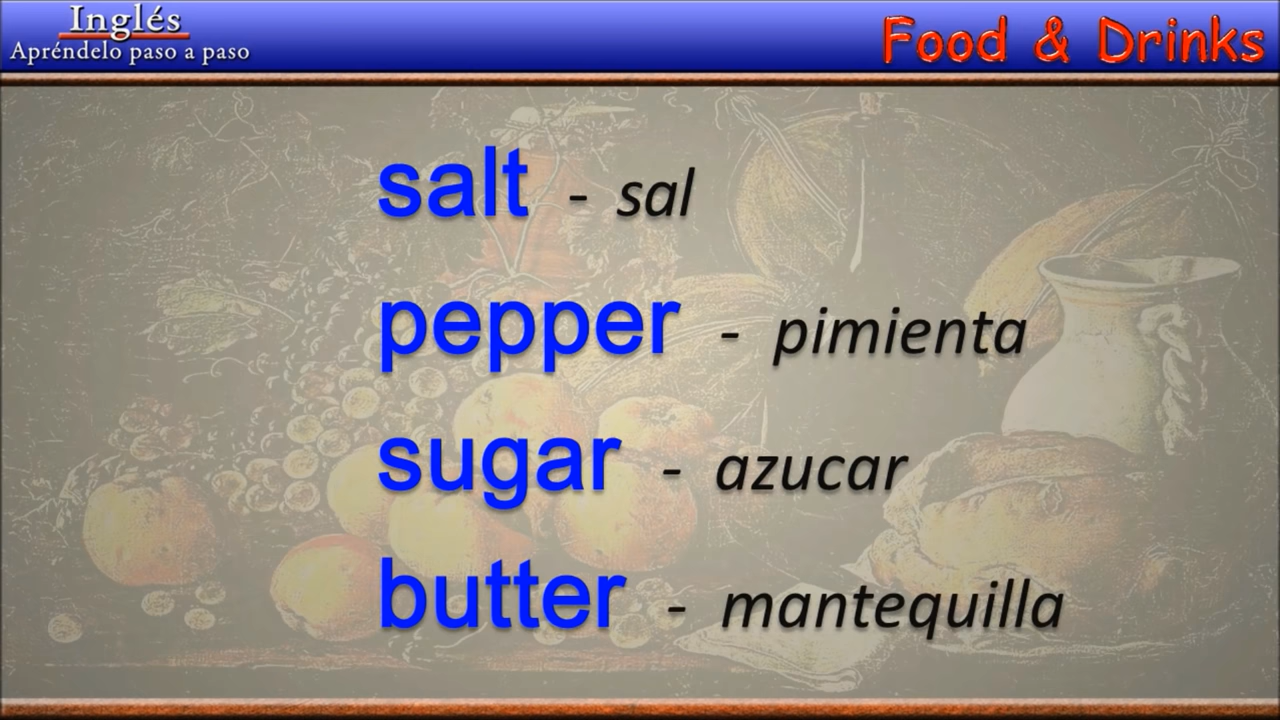 Inglés
Apréndelo paso a paso
Food & Drinks
salt - sal
pepper - pimienta
sugar - azucar
butter - mantequilla